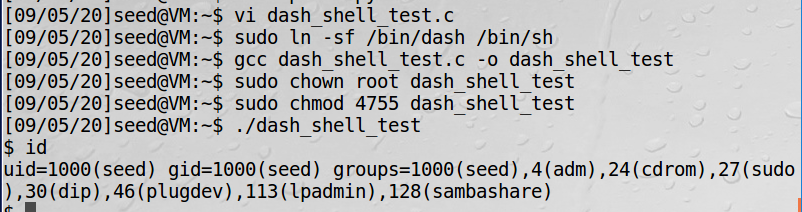 [09/05/20]seed@VM:~$ vi dash_shell_test.c
[09/05/20]seed@VM:~$ sudo ln -sf /bin/dash /bin/sh
[09/05/20]seed@VM:~$ gcc dash_shell_test.c -o dash_shell_test
[09/05/20]seed@VM:~$ sudo chown root dash_shell_test
[09/05/20]seed@VM:~$ sudo chmod 4755 dash_shell_test
[09/05/20]seed@VM:~$ ./dash_shell_test
$ id
uid=1000(seed) gid=1000(seed) groups=1000(seed),4(adm),24(cdrom),27(sudo
),30(dip),46(plugdev),113(lpadmin),128(sambashare)
$